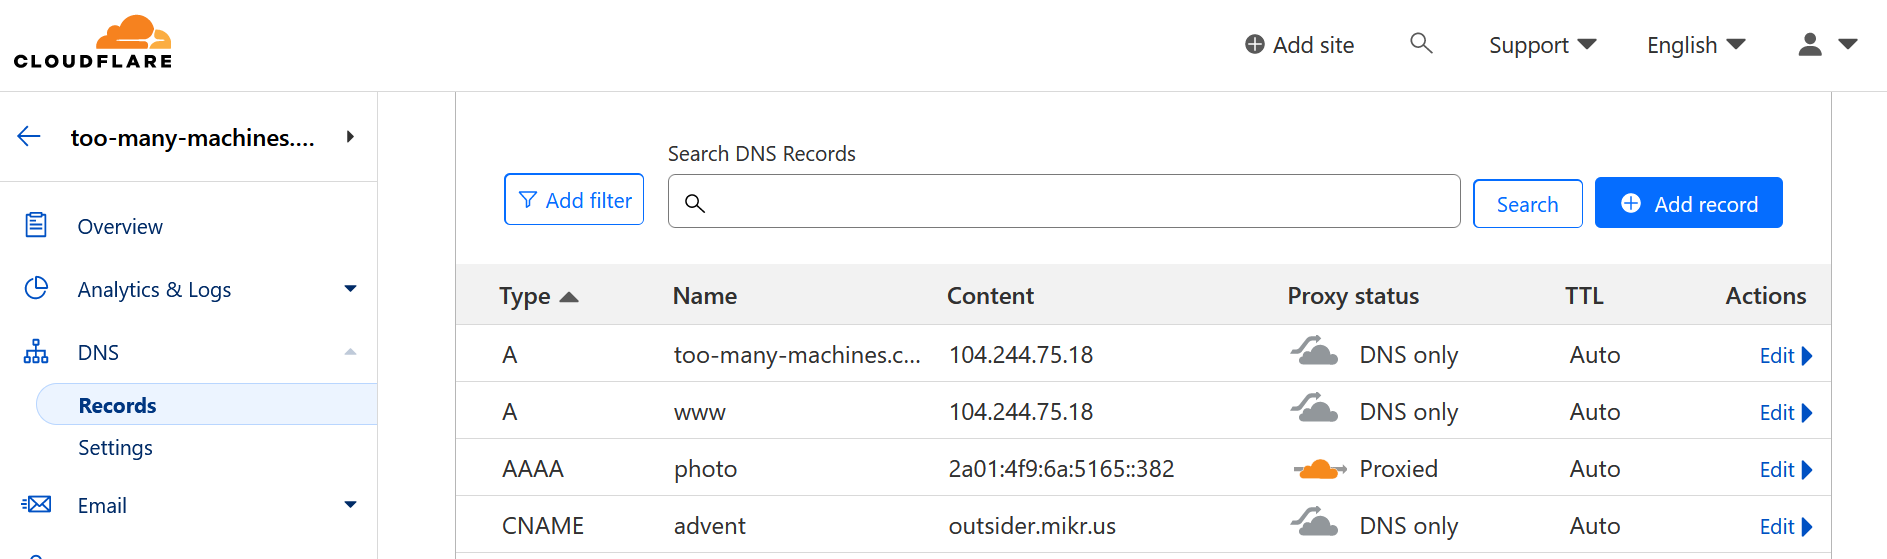 CLOUDFLARE
Add site
Support
English
too-many-machines....
Overview
Analytics & Logs
DNS
Records
Settings
Email
Search DNS Records
Add filter
Search
Add record
Type Name Content Proxy status TTL Actions
A too-many-machines.c... 104.244.75.18 DNS only Auto Edit
A www 104.244.75.18 DNS only Auto Edit
AAAA photo 2a01:4f9:6a:5165::382 Proxied Auto Edit
CNAME advent outsider.mikr.us DNS only Auto Edit